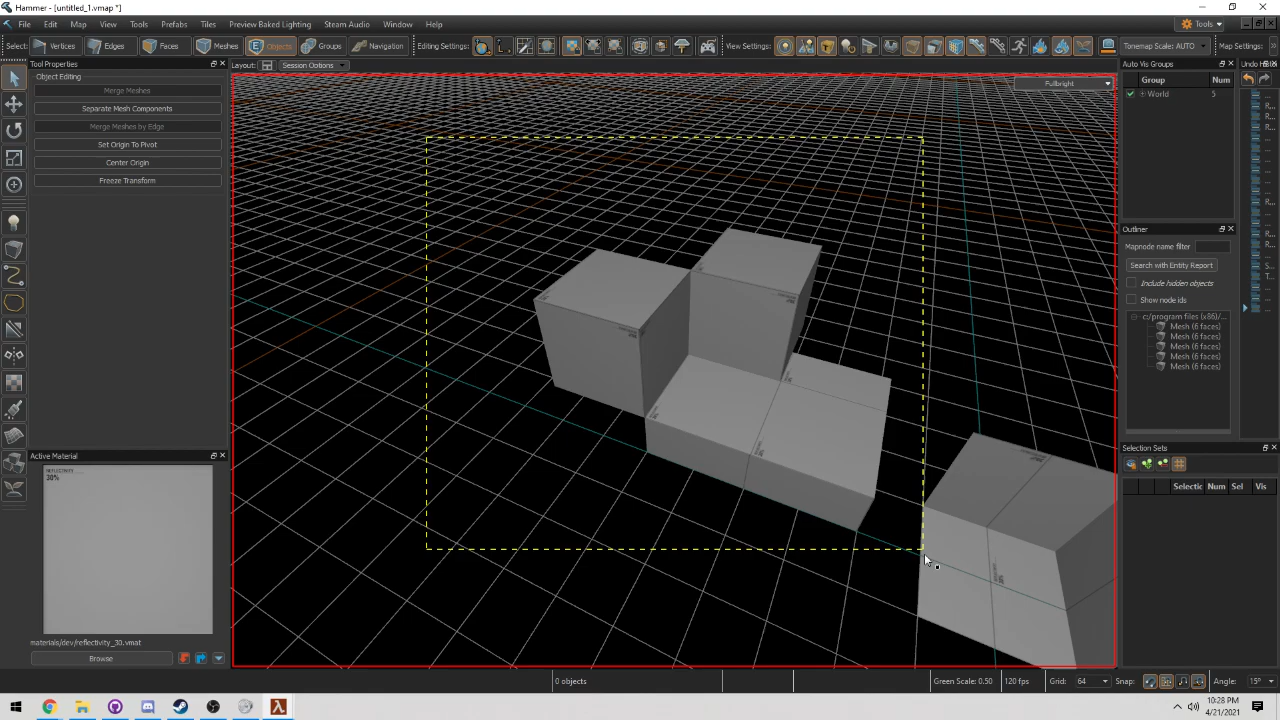 Hammer - [untitled_1.vmap *]
File Edit Map View Tools Prefabs Tiles Preview Baked Lighting Steam Audio Window Help
Tools
Select: Vertices Edges Faces Meshes Objects Groups Navigation Editing Settings: View Settings: Tonemap Scale: AUTO Map Settings:
Tool Properties
Layout: Session Options
Auto Vis Groups
Object Editing
Merge Meshes
Separate Mesh Components
Merge Meshes by Edge
Set Origin To Pivot
Center Origin
Freeze Transform
Fullbright
Group Num
World 5
Outliner
Mapnode name filter
Search with Entity Report
Include hidden objects
Show node ids
c:/program files (x86)/...
Mesh (6 faces)
Mesh (6 faces)
Mesh (6 faces)
Mesh (6 faces)
Mesh (6 faces)
Selection Sets
Selectic Num Sel Vis
Active Material
REFLECTIVITY
30%
materials/dev/reflectivity_30.vmat
Browse
0 objects
Green Scale: 0.50
120 fps
Grid: 64
Snap:
Angle: 15°
10:28 PM
4/21/2021